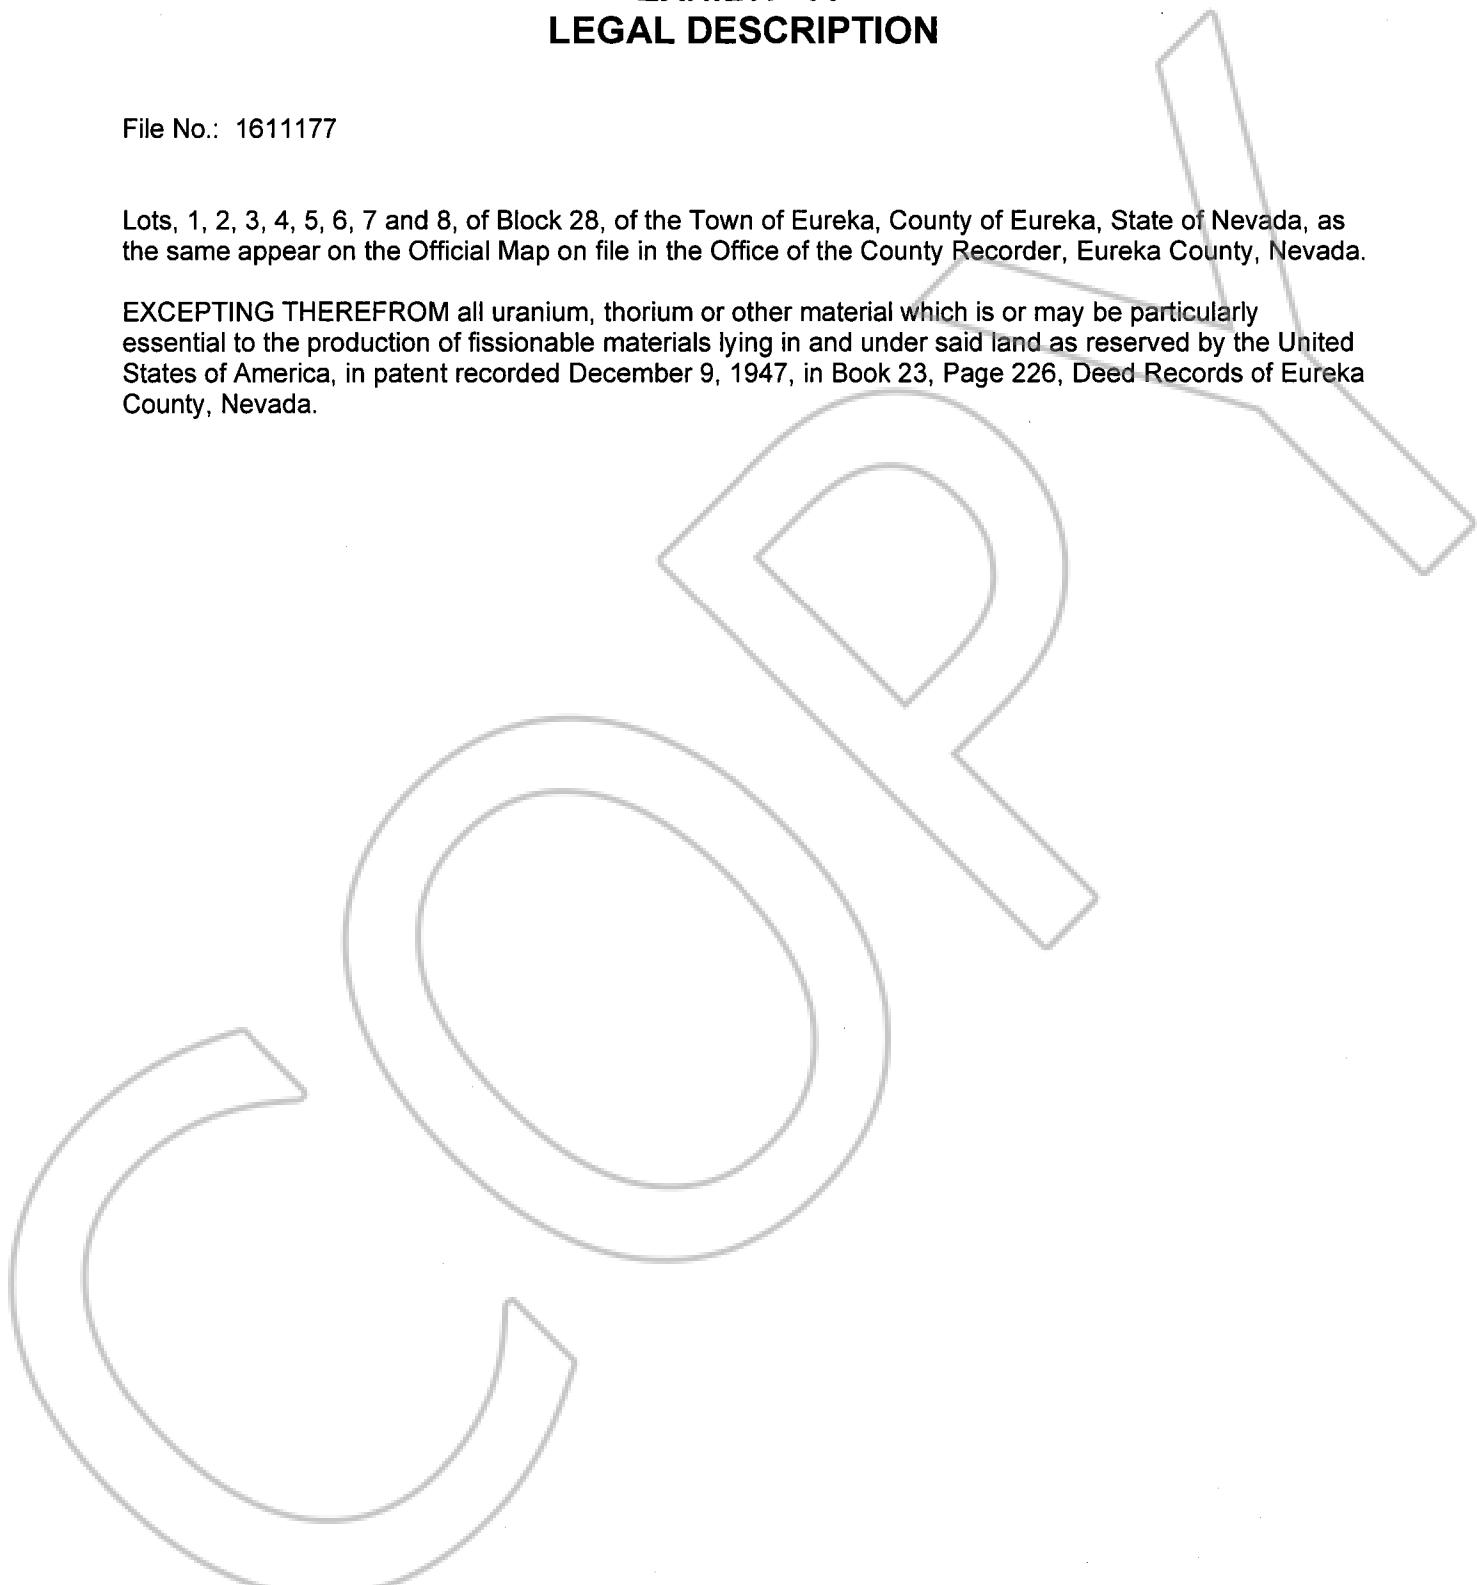 LEGAL DESCRIPTION
File No.: 1611177
Lots, 1, 2, 3, 4, 5, 6, 7 and 8, of Block 28, of the Town of Eureka, County of Eureka, State of Nevada, as
the same appear on the Official Map on file in the Office of the County Recorder, Eureka County, Nevada.
EXCEPTING THEREFROM all uranium, thorium or other material which is or may be particularly
essential to the production of fissionable materials lying in and under said land as reserved by the United
States of America, in patent recorded December 9, 1947, in Book 23, Page 226, Deed Records of Eureka
County, Nevada.
COPY